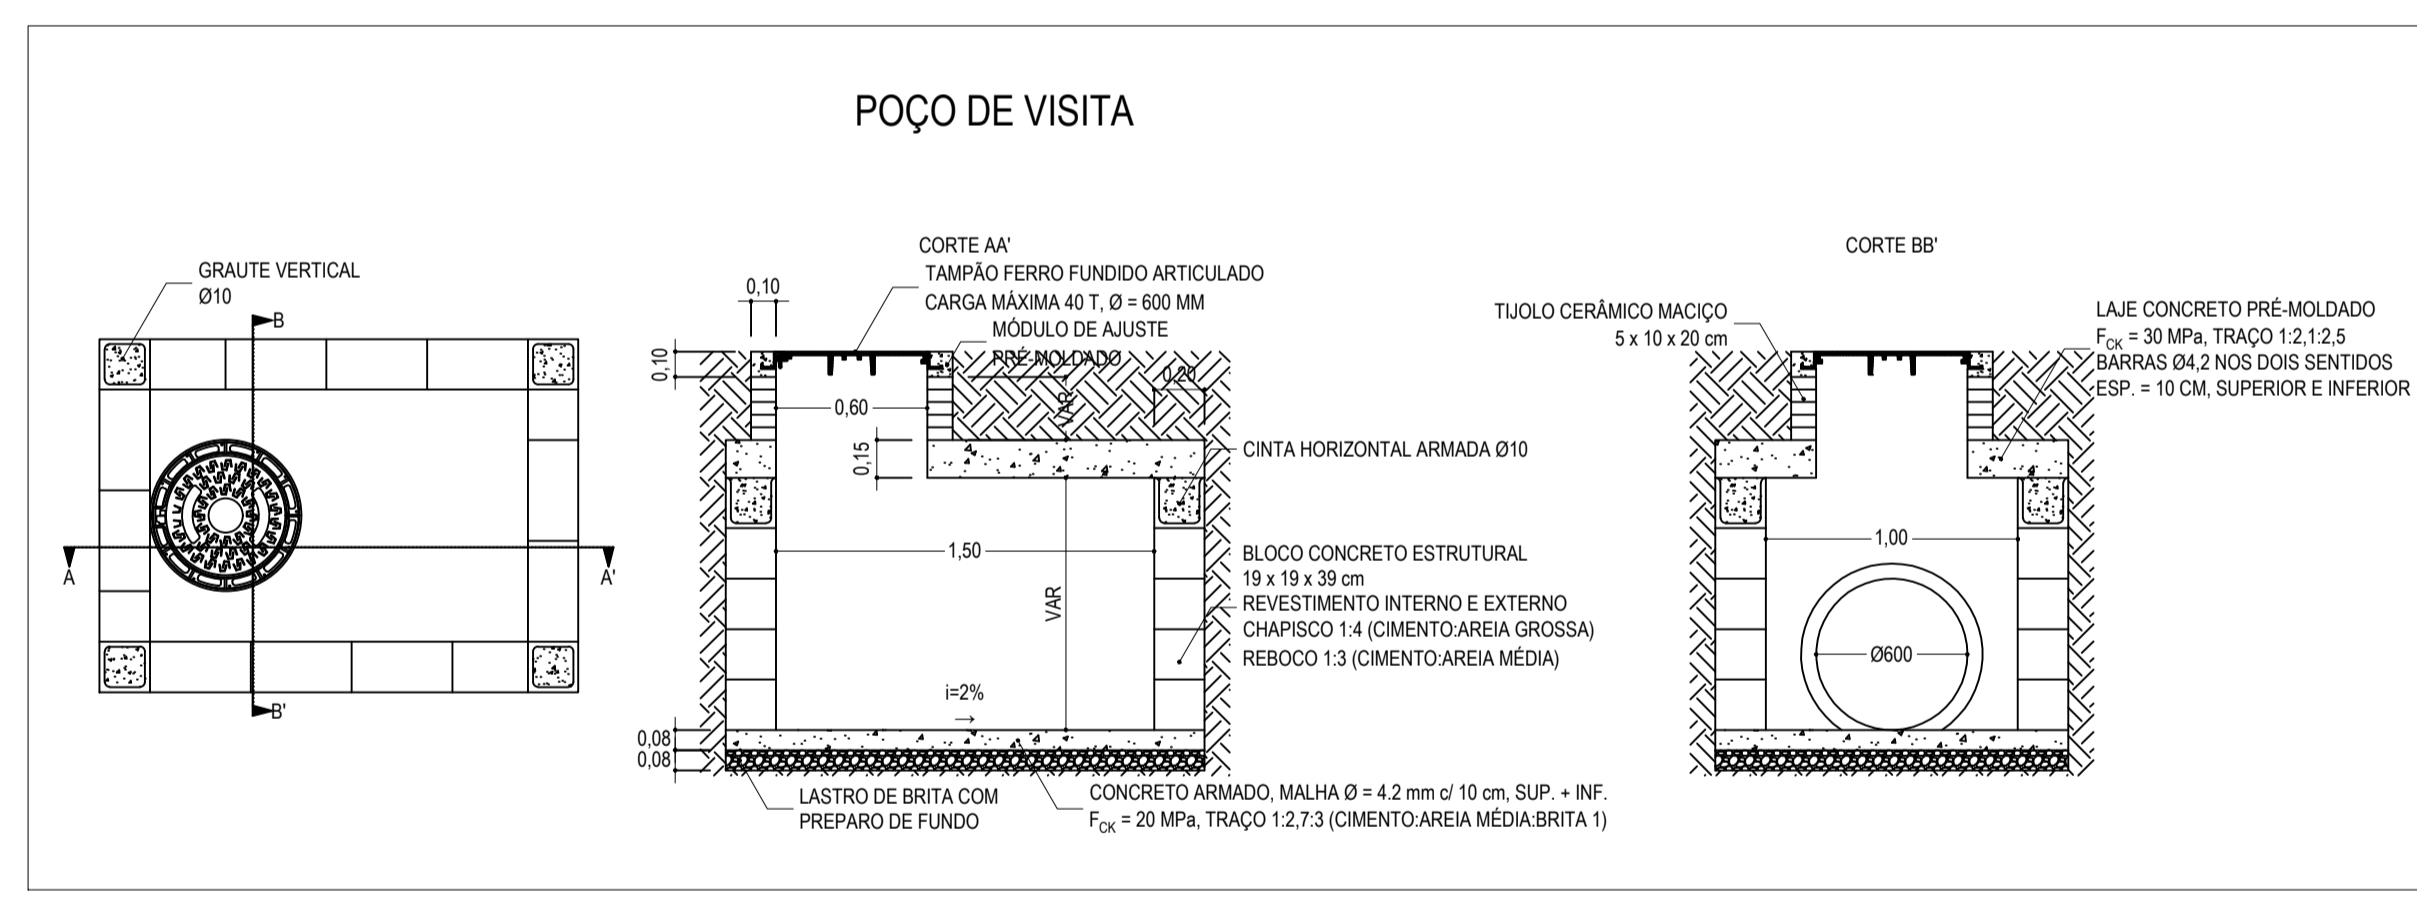 POÇO DE VISITA
GRAUTE VERTICAL
Ø10
B
A
A'
B'
CORTE AA'
TAMPÃO FERRO FUNDIDO ARTICULADO
CARGA MÁXIMA 40 T, Ø = 600 MM
MÓDULO DE AJUSTE
PRÉ-MOLDADO
0,10
0,10
0,60
VAR
0,20
0,15
CINTA HORIZONTAL ARMADA Ø10
1,50
VAR
BLOCO CONCRETO ESTRUTURAL
19 x 19 x 39 cm
REVESTIMENTO INTERNO E EXTERNO
CHAPISCO 1:4 (CIMENTO:AREIA GROSSA)
REBOCO 1:3 (CIMENTO:AREIA MÉDIA)
i=2%
→
0,08
0,08
LASTRO DE BRITA COM
PREPARO DE FUNDO
CONCRETO ARMADO, MALHA Ø = 4.2 mm c/ 10 cm, SUP. + INF.
FCK = 20 MPa, TRAÇO 1:2,7:3 (CIMENTO:AREIA MÉDIA:BRITA 1)
CORTE BB'
TIJOLO CERÂMICO MACIÇO
5 x 10 x 20 cm
LAJE CONCRETO PRÉ-MOLDADO
FCK = 30 MPa, TRAÇO 1:2,1:2,5
BARRAS Ø4,2 NOS DOIS SENTIDOS
ESP. = 10 CM, SUPERIOR E INFERIOR
1,00
Ø600